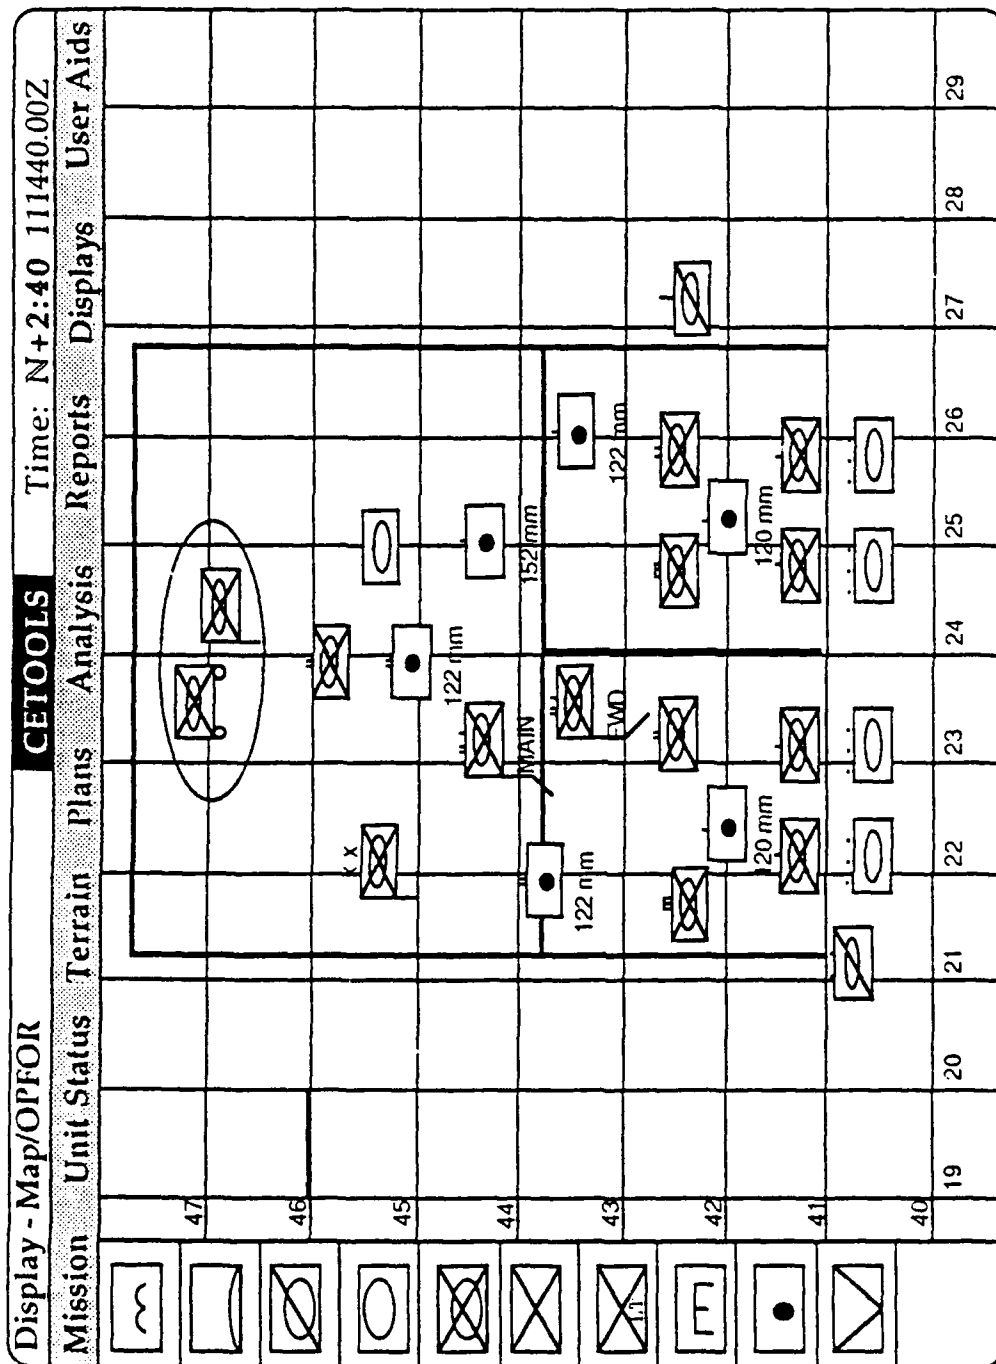 Display - Map/OPFOR
CETOOLS
Time: N+2:40 111440.00Z
Mission Unit Status Terrain Plans Analysis Reports Displays User Aids
47
46
45
44
43
42
41
40
x x
122 mm
152 mm
MAIN
122 mm
122 mm
FWD
120 mm
120 mm
19 20 21 22 23 24 25 26 27 28 29